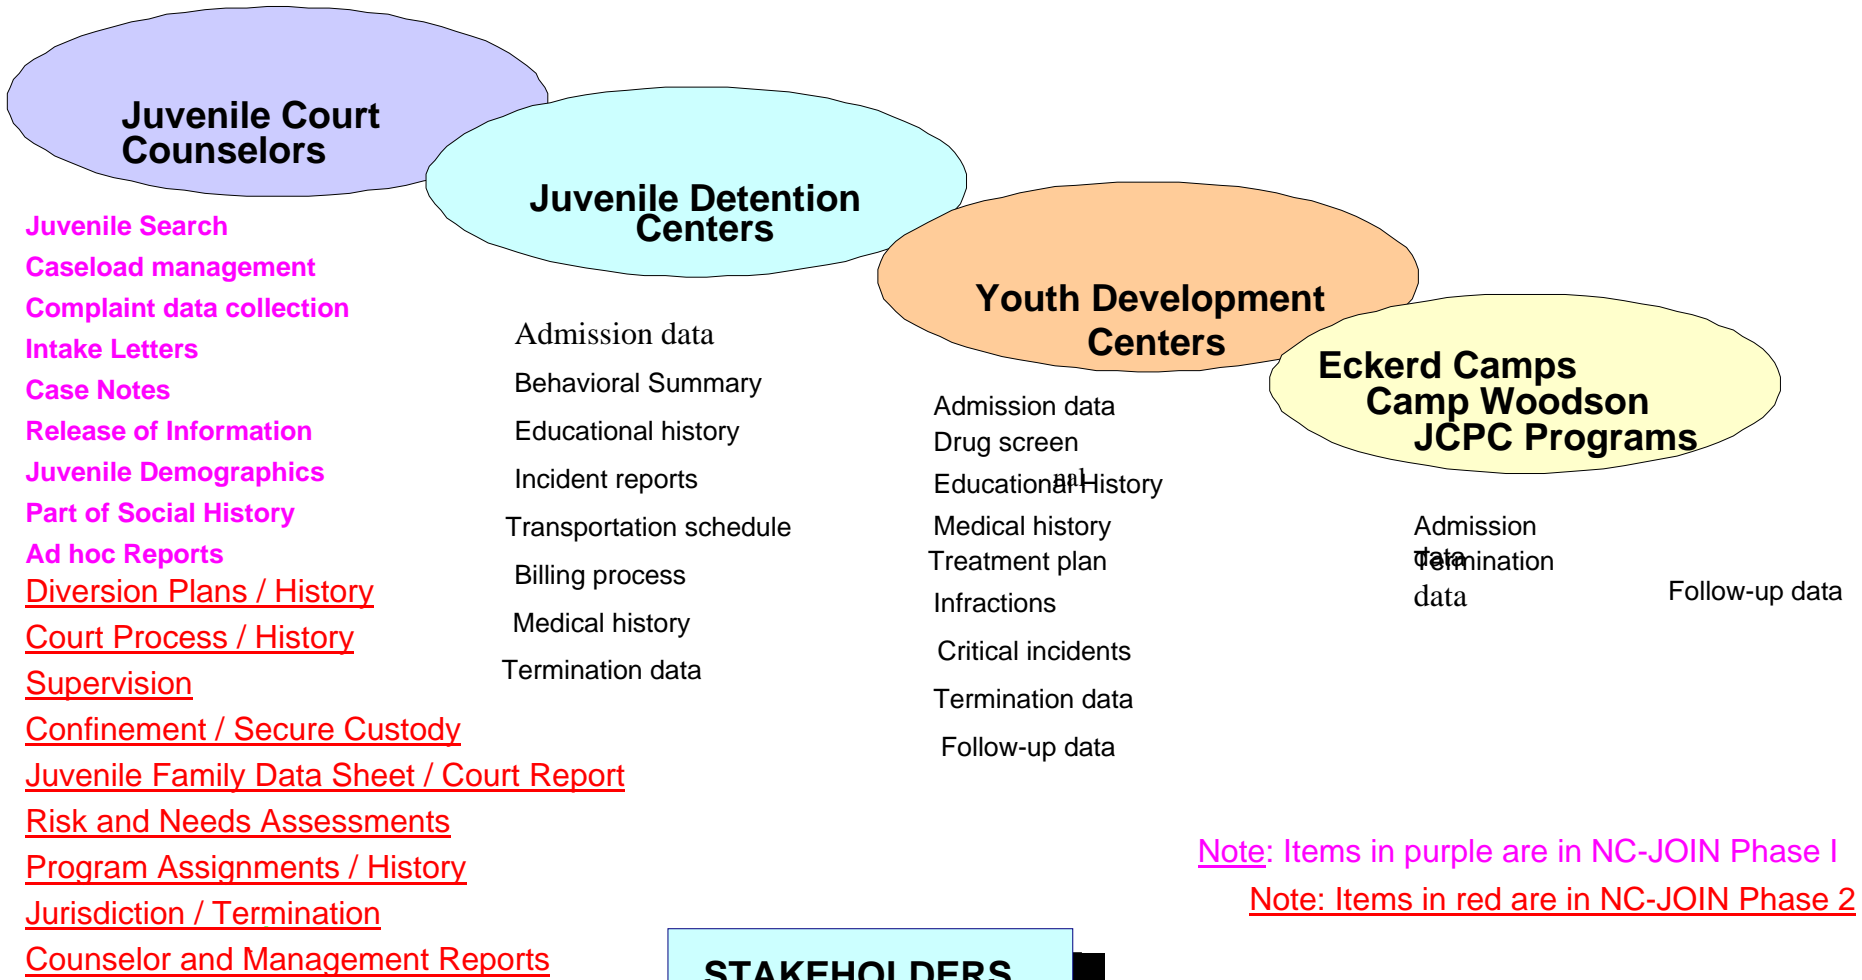 Juvenile Court
Counselors
Juvenile Search
Caseload management
Complaint data collection
Intake Letters
Case Notes
Release of Information
Juvenile Demographics
Part of Social History
Ad hoc Reports
Diversion Plans / History
Court Process / History
Supervision
Confinement / Secure Custody
Juvenile Family Data Sheet / Court Report
Risk and Needs Assessments
Program Assignments / History
Jurisdiction / Termination
Counselor and Management Reports
Juvenile Detention
Centers
Admission data
Behavioral Summary
Educational history
Incident reports
Transportation schedule
Billing process
Medical history
Termination data
Youth Development
Centers
Admission data
Drug screen
nal
Educational History
Medical history
Treatment plan
Infractions
Critical incidents
Termination data
Follow-up data
Eckerd Camps
Camp Woodson
JCPC Programs
Admission
data
Termination
data
Follow-up data
Note: Items in purple are in NC-JOIN Phase I
Note: Items in red are in NC-JOIN Phase 2
STAKEHOLDERS